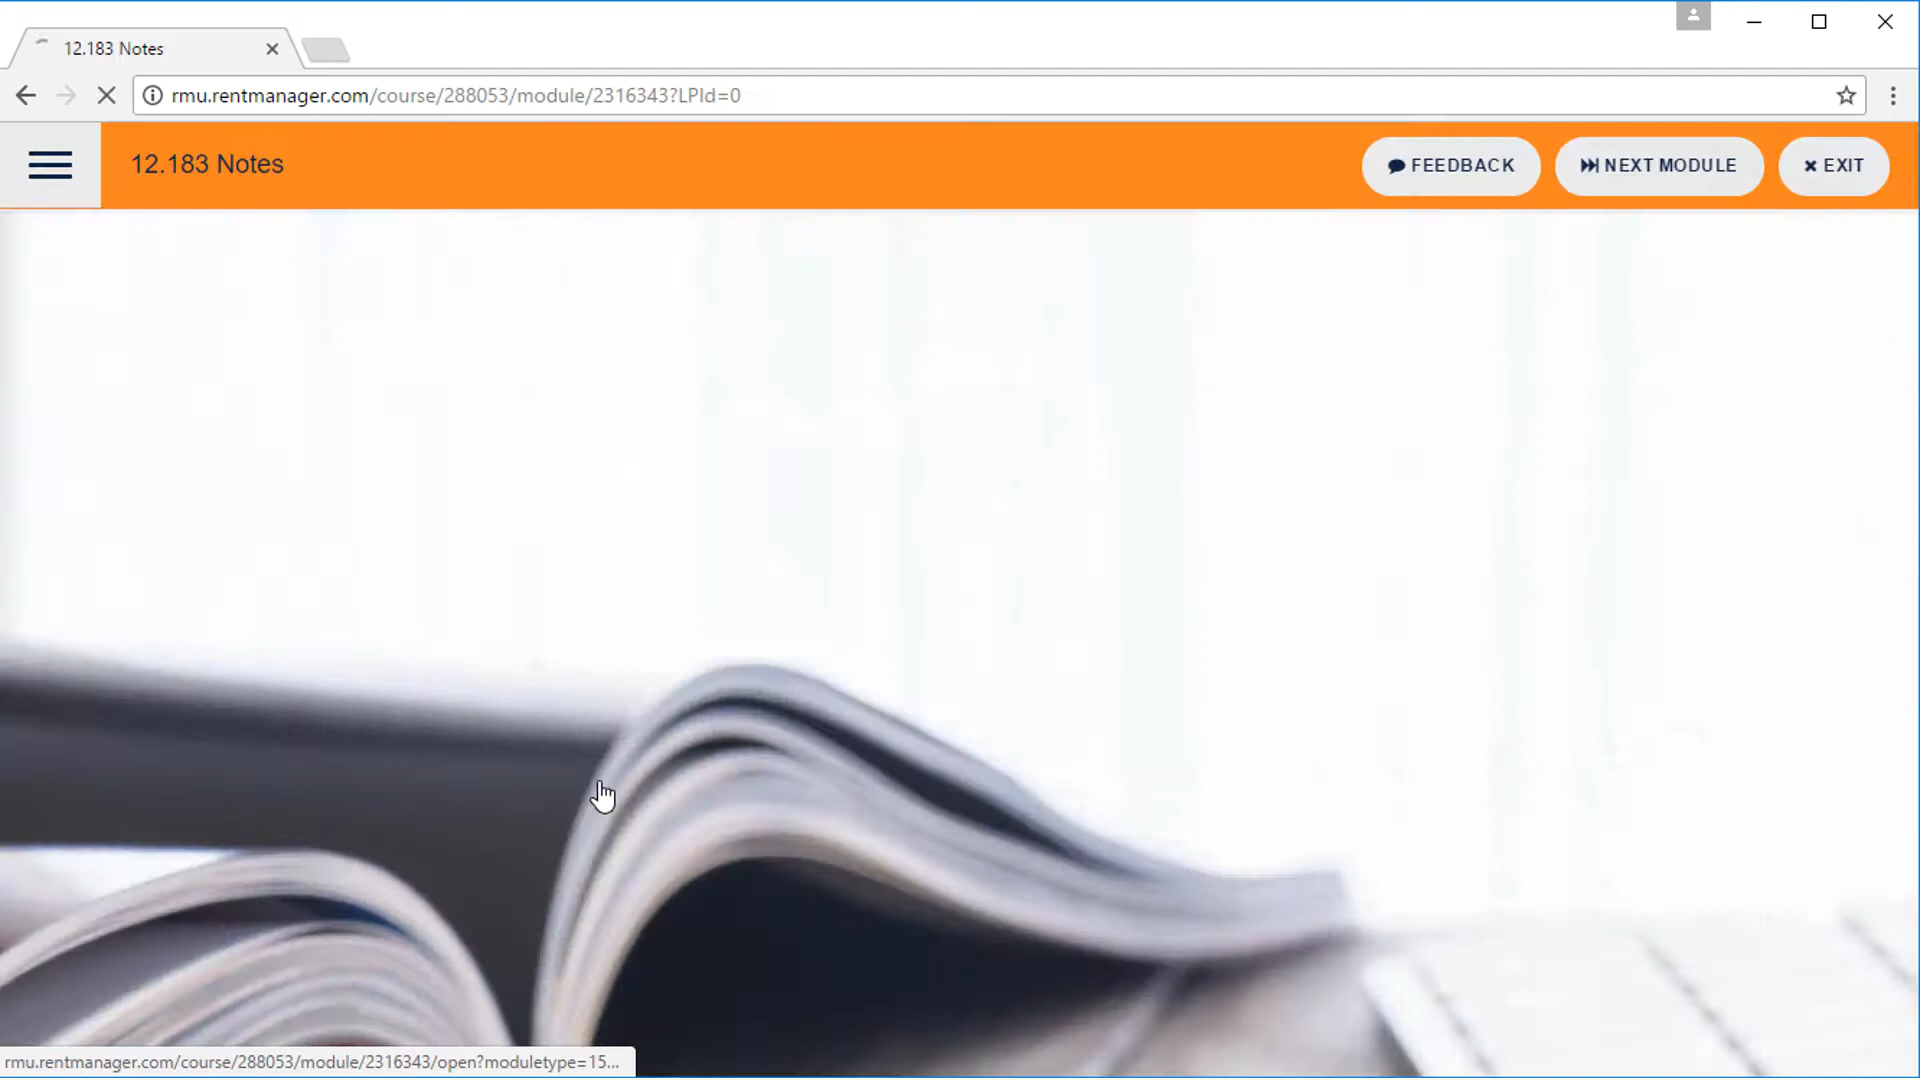 12.183 Notes
rmu.rentmanager.com/course/288053/module/2316343?LPId=0
12.183 Notes
FEEDBACK
NEXT MODULE
EXIT
rmu.rentmanager.com/course/288053/module/2316343/open?moduletype=15...